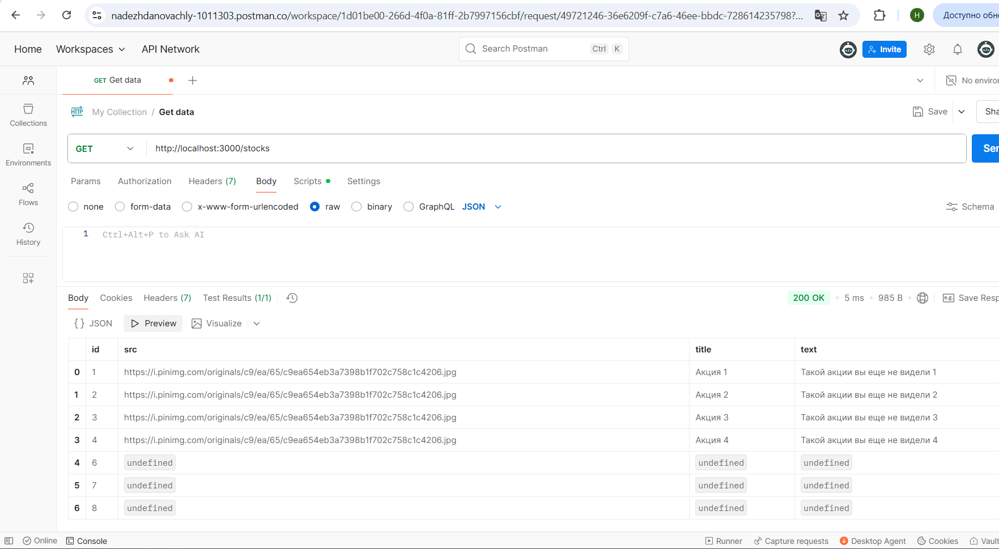 nadezhdanovachly-1011303.postman.co/workspace/1d01be00-266d-4f0a-81ff-2b7997156cbf/request/49721246-36e6209f-c7a6-46ee-bbdc-728614235798?...
H
Доступно обно
Home Workspaces API Network
Search Postman Ctrl K
Invite
GET Get data
No environ
HTTP My Collection / Get data
Save
Sha
Collections
Environments
Flows
History
GET http://localhost:3000/stocks
Sen
Params Authorization Headers (7) Body Scripts Settings
none form-data x-www-form-urlencoded raw binary GraphQL JSON
Schema
1 Ctrl+Alt+P to Ask AI
Body Cookies Headers (7) Test Results (1/1)
200 OK • 5 ms • 985 B
e.g. Save Resp
{} JSON Preview Visualize
id src title text
0 1 https://i.pinimg.com/originals/c9/ea/65/c9ea654eb3a7398b1f702c758c1c4206.jpg Акция 1 Такой акции вы еще не видели 1
1 2 https://i.pinimg.com/originals/c9/ea/65/c9ea654eb3a7398b1f702c758c1c4206.jpg Акция 2 Такой акции вы еще не видели 2
2 3 https://i.pinimg.com/originals/c9/ea/65/c9ea654eb3a7398b1f702c758c1c4206.jpg Акция 3 Такой акции вы еще не видели 3
3 4 https://i.pinimg.com/originals/c9/ea/65/c9ea654eb3a7398b1f702c758c1c4206.jpg Акция 4 Такой акции вы еще не видели 4
4 6 undefined undefined undefined
5 7 undefined undefined undefined
6 8 undefined undefined undefined
Online Console
Runner Capture requests Desktop Agent Cookies Vault